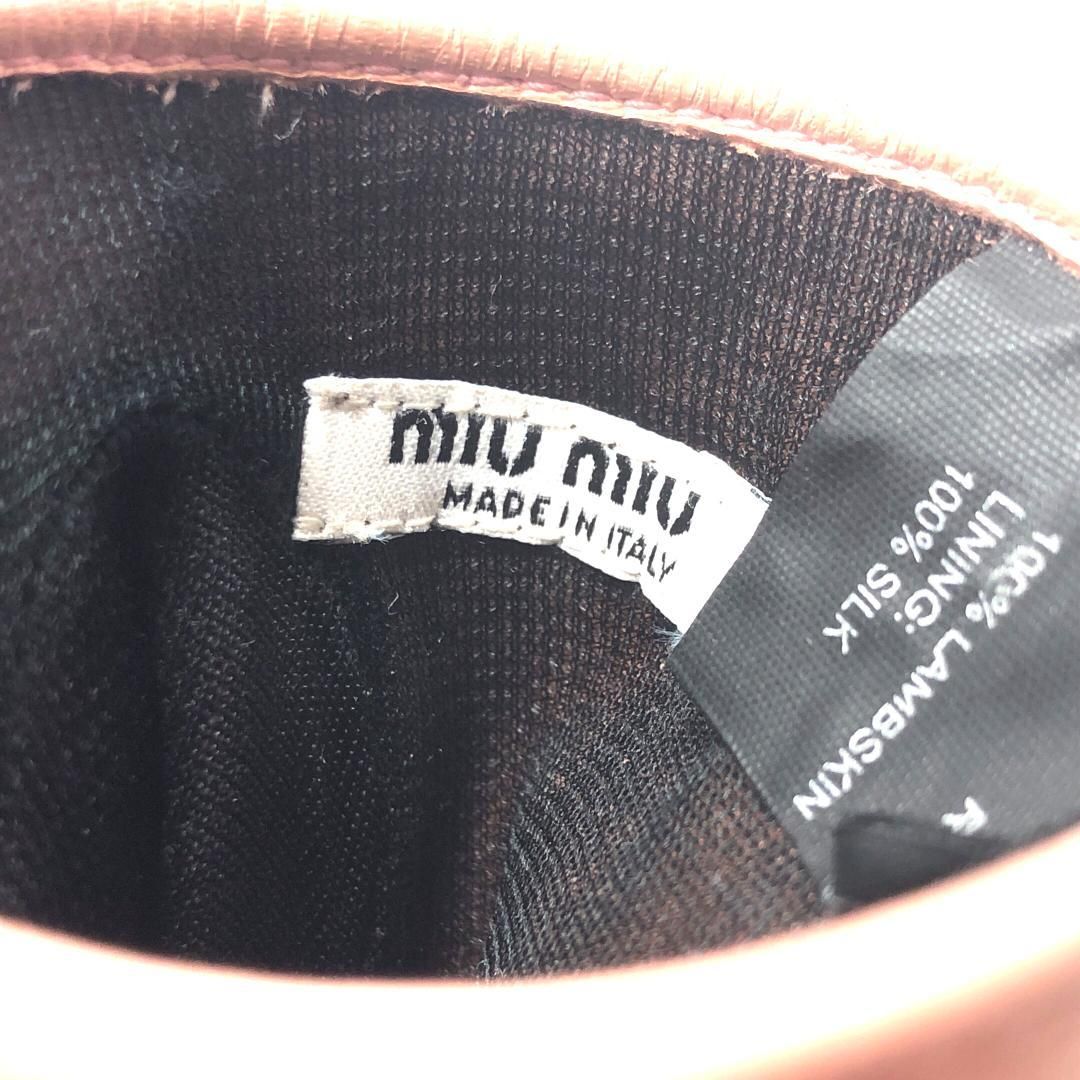 miu miu
MADE IN ITALY
100% LAMBSKIN
LINING:
100% SILK